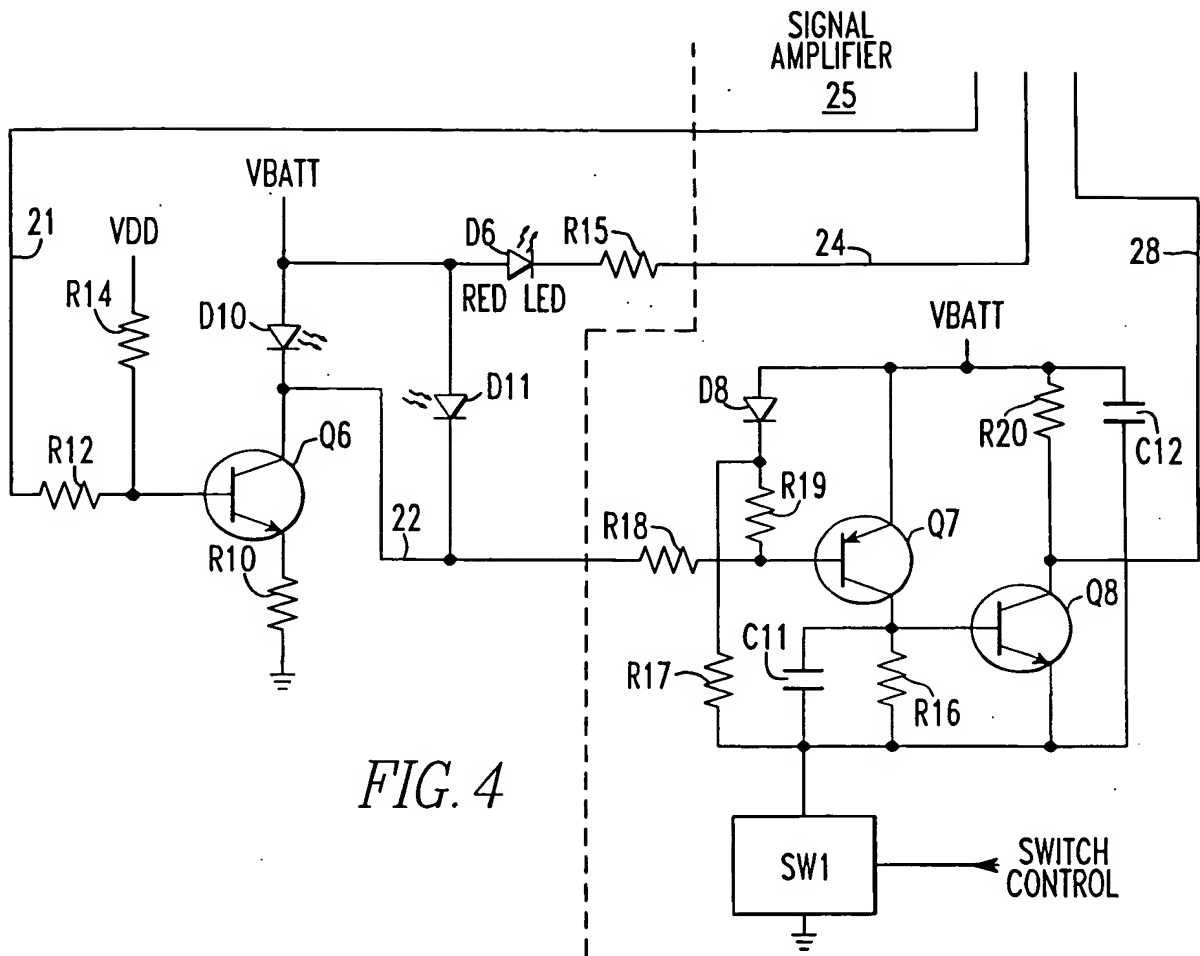 SIGNAL
AMPLIFIER
25
VBATT
21
VDD
D6
R15
24
28
R14
RED LED
D10
VBATT
D11
D8
R20
C12
R12
Q6
R19
22
R18
Q7
R10
Q8
C11
R17
R16
FIG. 4
SW1
SWITCH
CONTROL